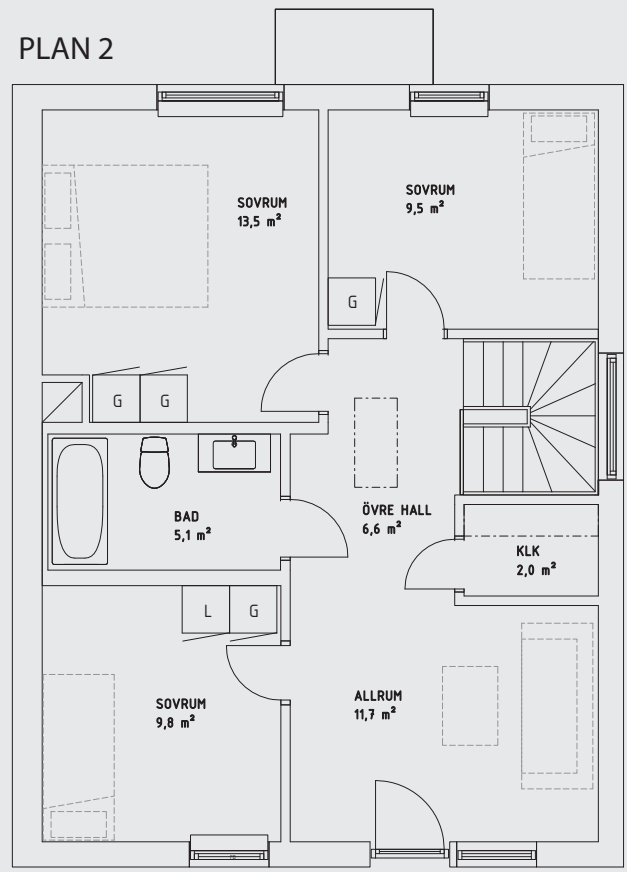 PLAN 2
SOVRUM
13,5 m²
SOVRUM
9,5 m²
G
G
G
BAD
5,1 m²
ÖVRE HALL
6,6 m²
KLK
2,0 m²
L
G
SOVRUM
9,8 m²
ALLRUM
11,7 m²